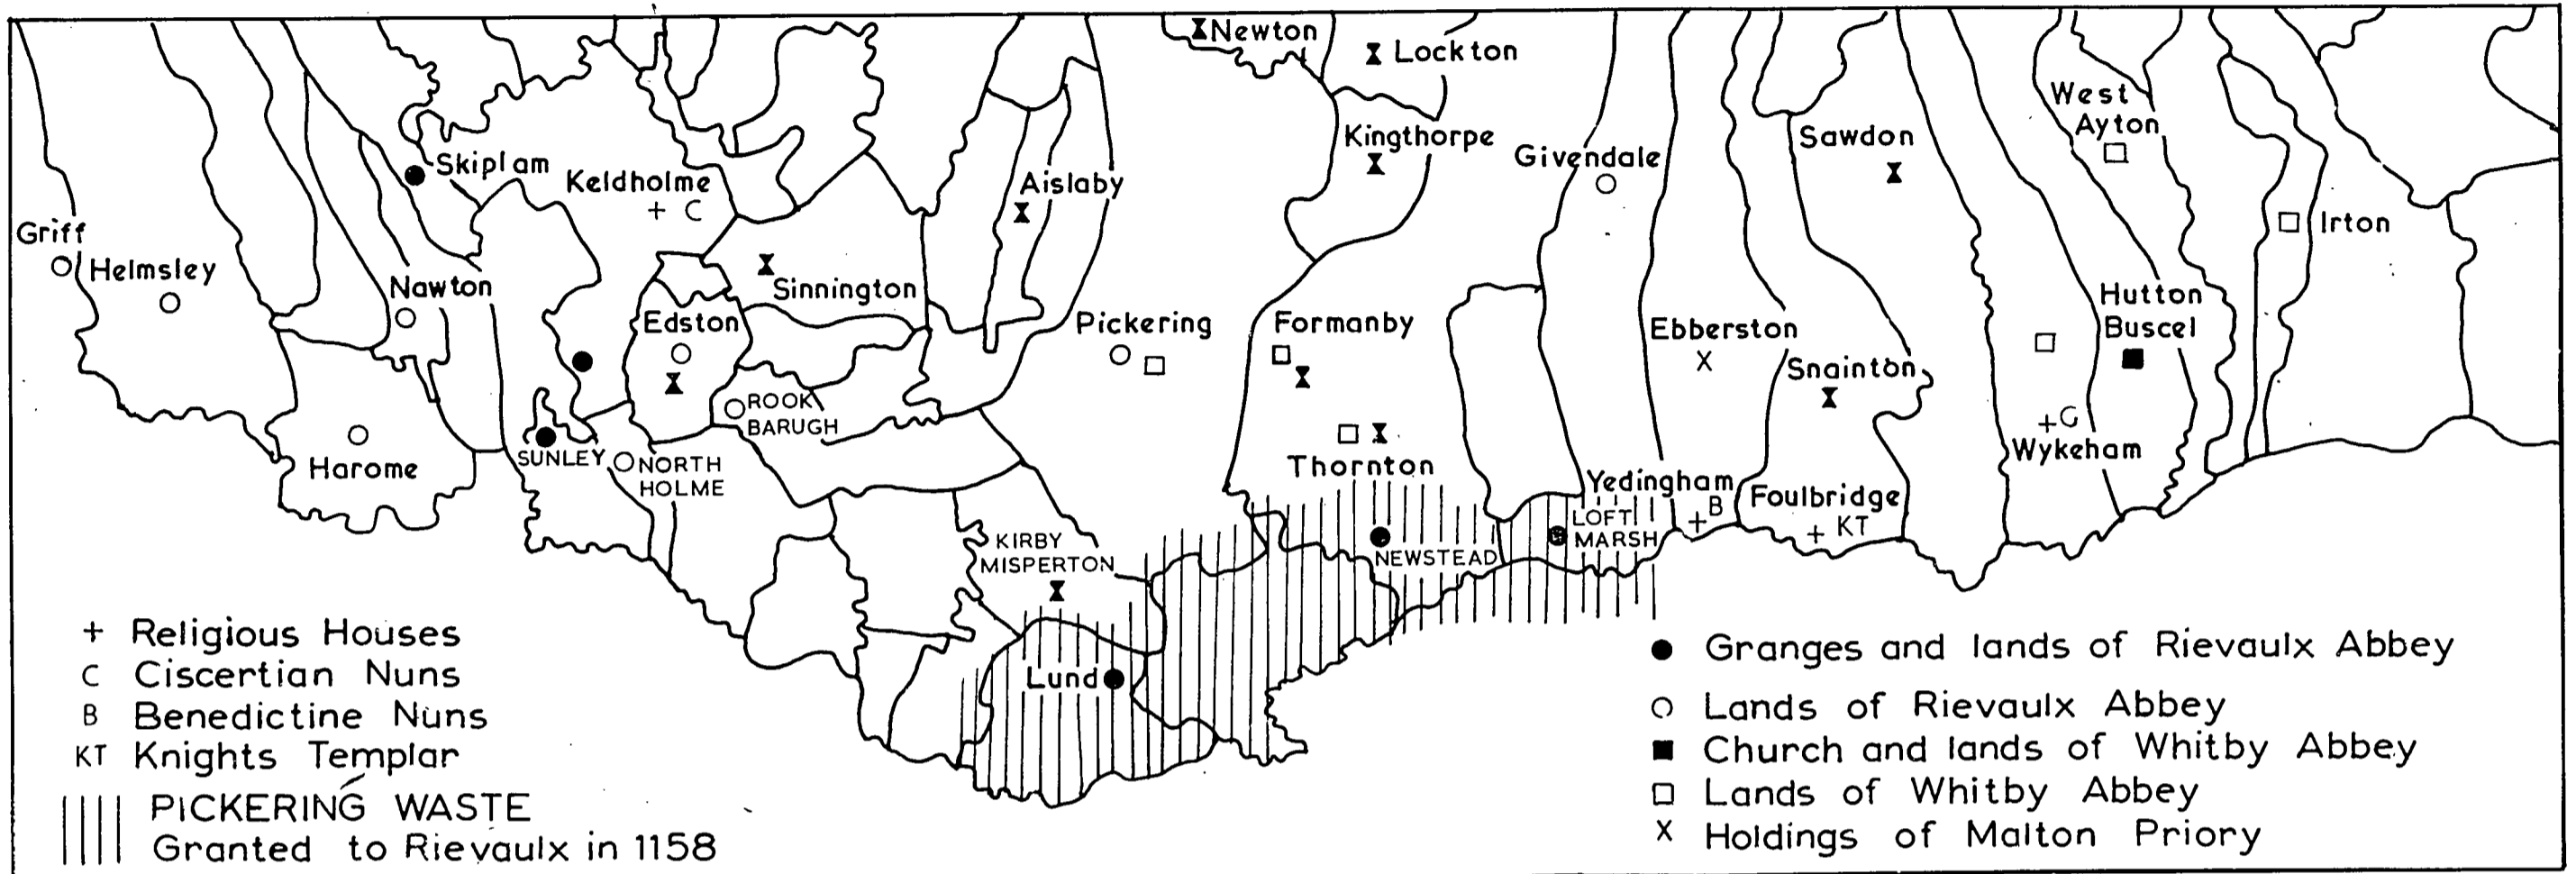 Newton
Lockton
West
Ayton
Kingthorpe
Sawdon
Givendale
Skiplam
Keldholme
C
Aislaby
Irton
Griff
Helmsley
Nawton
Sinnington
Hutton
Buscel
Edston
Pickering
Formanby
Ebberston
X
Snainton
ROOK
BARUGH
C
Wykeham
Harome
SUNLEY
NORTH
HOLME
Thornton
Yedingham
B
Foulbridge
KT
LOFT
MARSH
KIRBY
MISPERTON
NEWSTEAD
Lund
+ Religious Houses
C Ciscertian Nuns
B Benedictine Nuns
KT Knights Templar
PICKERING WASTE
Granted to Rievaulx in 1158
Granges and lands of Rievaulx Abbey
Lands of Rievaulx Abbey
Church and lands of Whitby Abbey
Lands of Whitby Abbey
X Holdings of Malton Priory